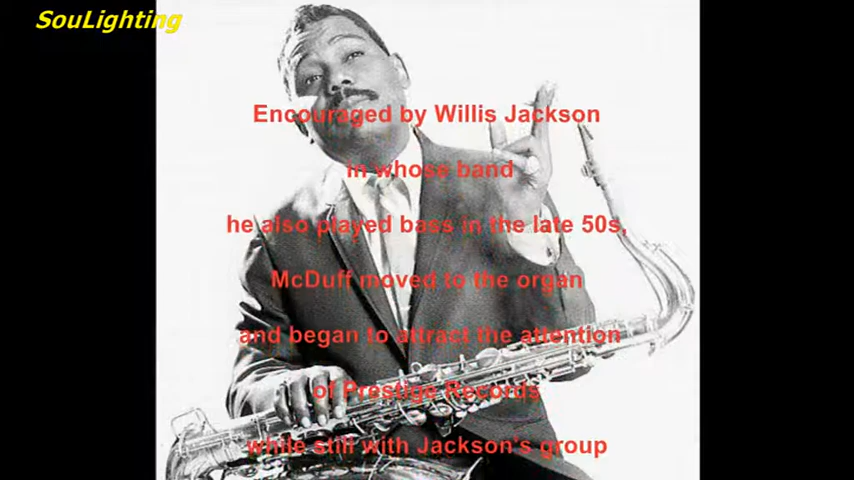 SouLighting
Encouraged by Willis Jackson
in whose band
he also played bass in the late 50s,
McDuff moved to the organ
and began to attract the attention
of Prestige Records
while still with Jackson's group